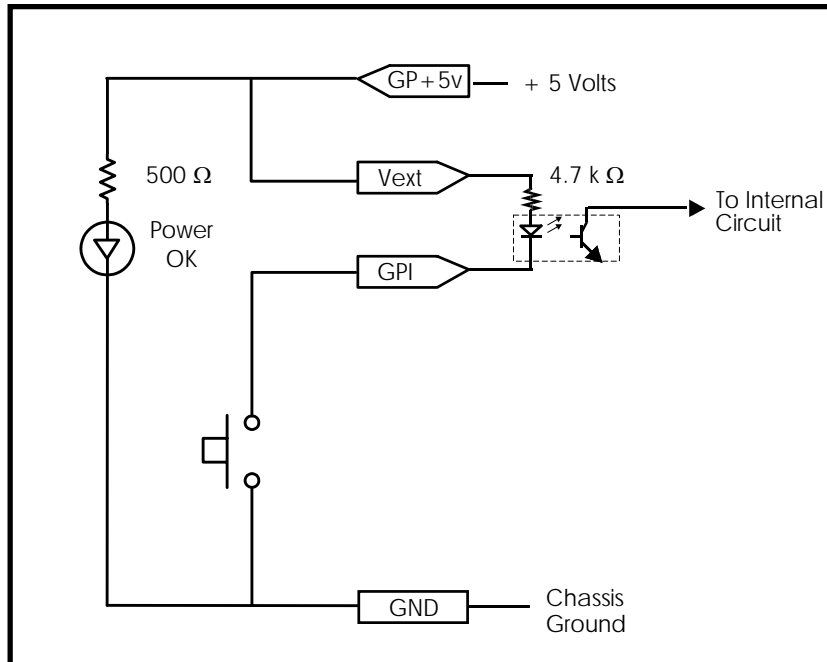 GP+5v
+ 5 Volts
500 Ω
Vext
4.7 k Ω
To Internal
Circuit
Power
OK
GPI
GND
Chassis
Ground